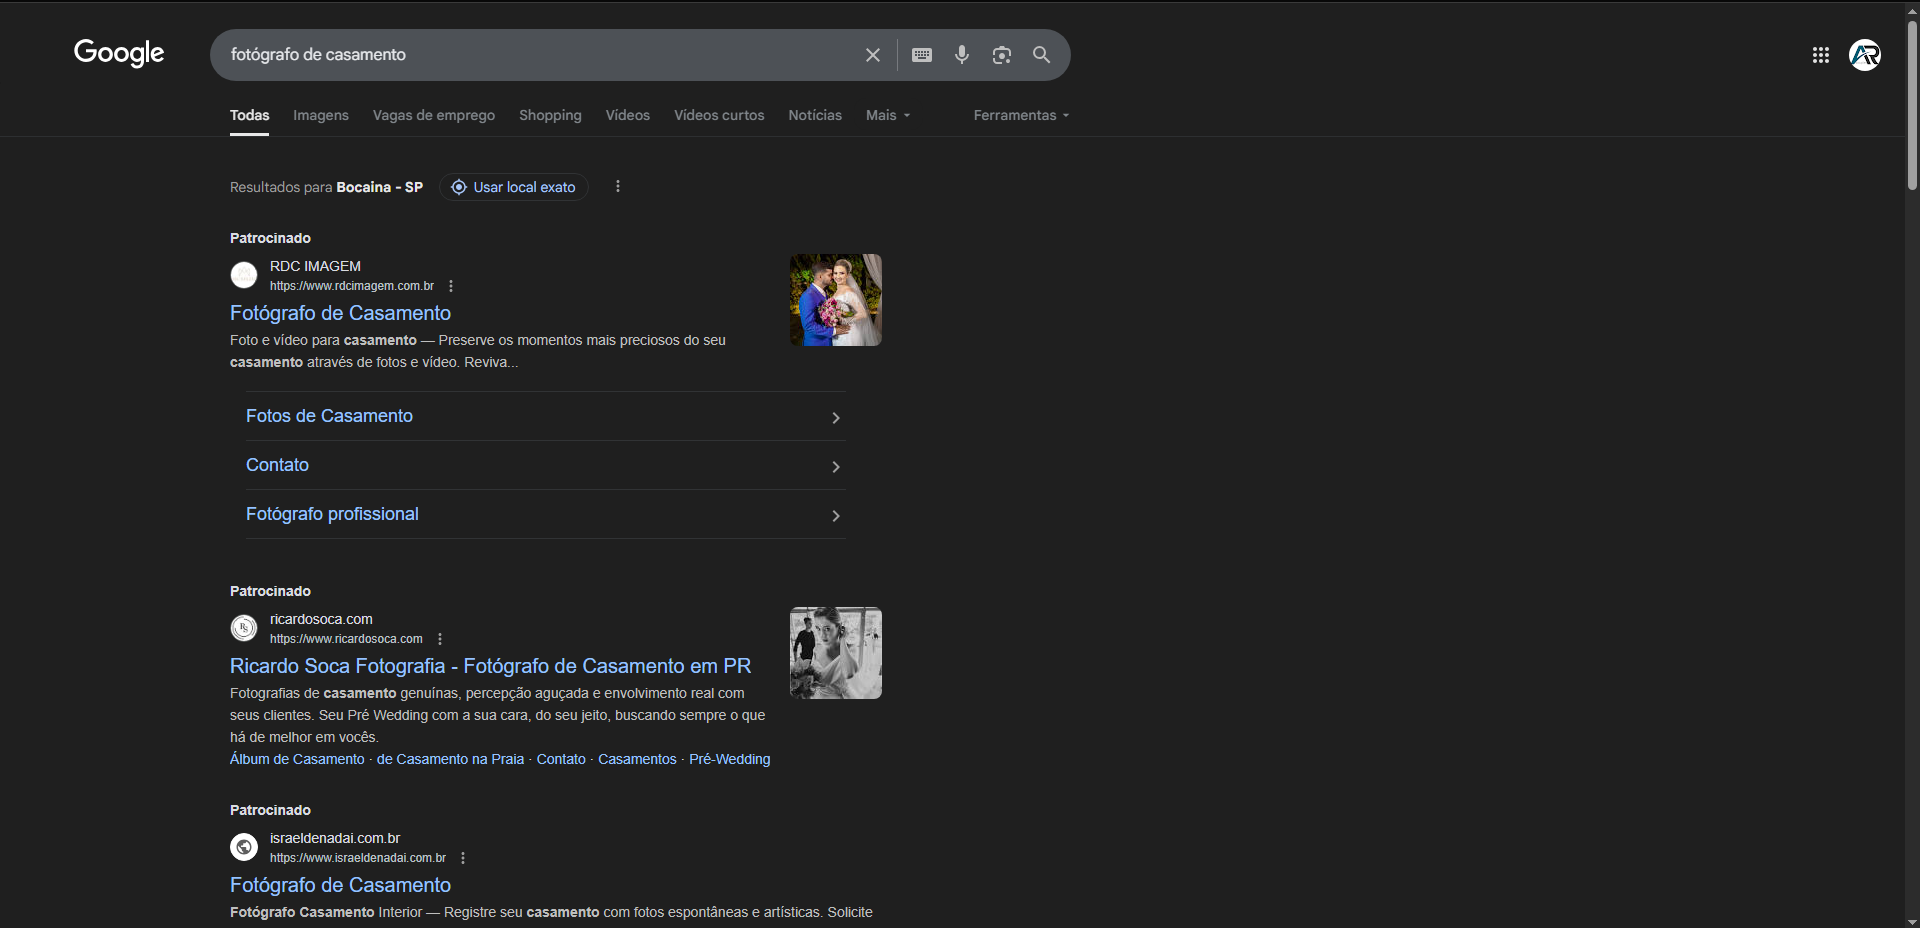 Google
fotógrafo de casamento
Todas Imagens Vagas de emprego Shopping Vídeos Vídeos curtos Notícias Mais Ferramentas
Resultados para Bocaina - SP Usar local exato
Patrocinado
RDC IMAGEM
https://www.rdcimagem.com.br
Fotógrafo de Casamento
Foto e vídeo para casamento — Preserve os momentos mais preciosos do seu
casamento através de fotos e vídeo. Reviva...
Fotos de Casamento
Contato
Fotógrafo profissional
Patrocinado
ricardosoca.com
https://www.ricardosoca.com
Ricardo Soca Fotografia - Fotógrafo de Casamento em PR
Fotografias de casamento genuínas, percepção aguçada e envolvimento real com
seus clientes. Seu Pré Wedding com a sua cara, do seu jeito, buscando sempre o que
há de melhor em vocês.
Álbum de Casamento · de Casamento na Praia · Contato · Casamentos · Pré-Wedding
Patrocinado
israeldenadai.com.br
https://www.israeldenadai.com.br
Fotógrafo de Casamento
Fotógrafo Casamento Interior — Registre seu casamento com fotos espontâneas e artísticas. Solicite